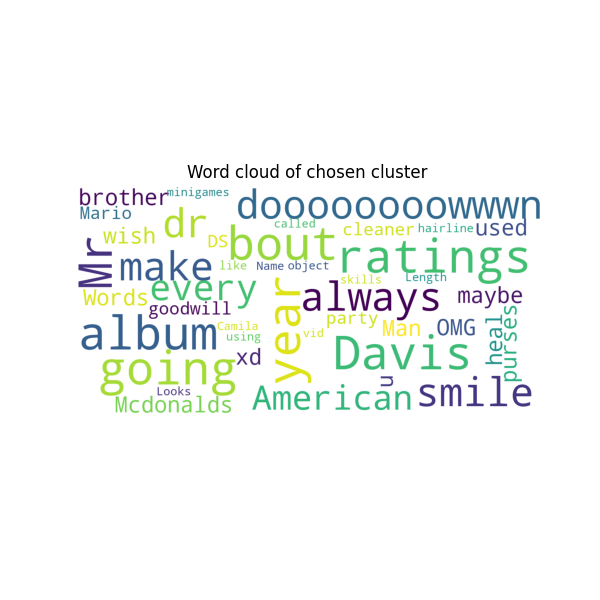 Word cloud of chosen cluster
brother
minigames
dooooooooowwwn
Mario
dr
called
cleaner
hairline
used
wish
DS
bout
ratings
Mr
make
like
Name
object
skills
Length
every
always
maybe
Words
goodwill
year
purses
album
Camila
using
vid
party
Man
OMG
heal
going
xd
Davis
u
Looks
Mcdonalds
American
smile